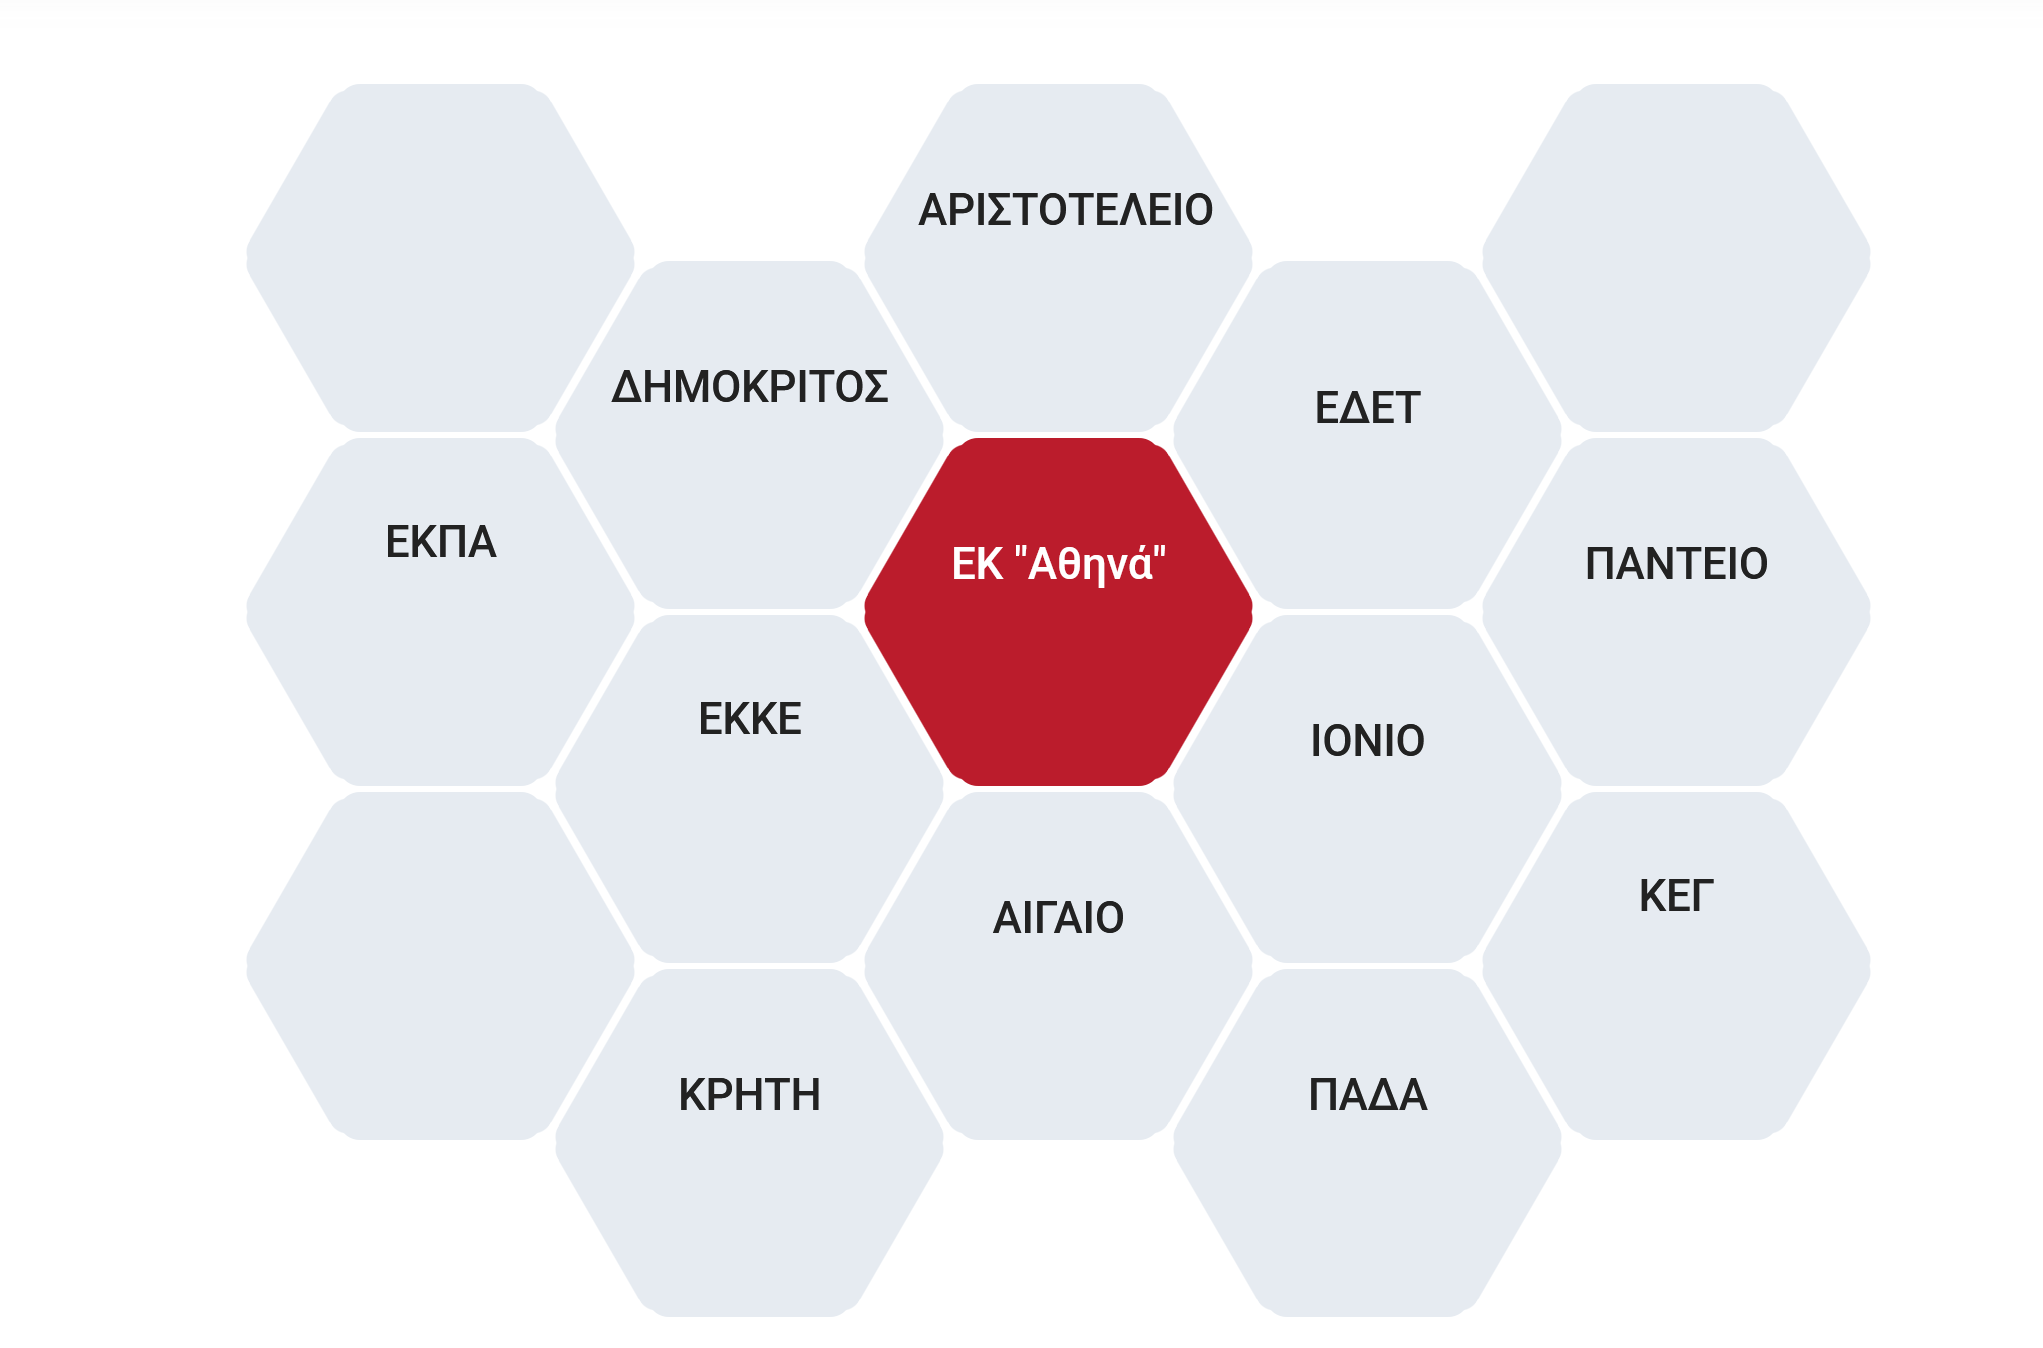 ΑΡΙΣΤΟΤΕΛΕΙΟ
ΔΗΜΟΚΡΙΤΟΣ
ΕΔΕΤ
ΕΚΠΑ
ΕΚ "Αθηνά"
ΠΑΝΤΕΙΟ
ΕΚΚΕ
ΙΟΝΙΟ
ΑΙΓΑΙΟ
ΚΕΓ
ΚΡΗΤΗ
ΠΑΔΑ